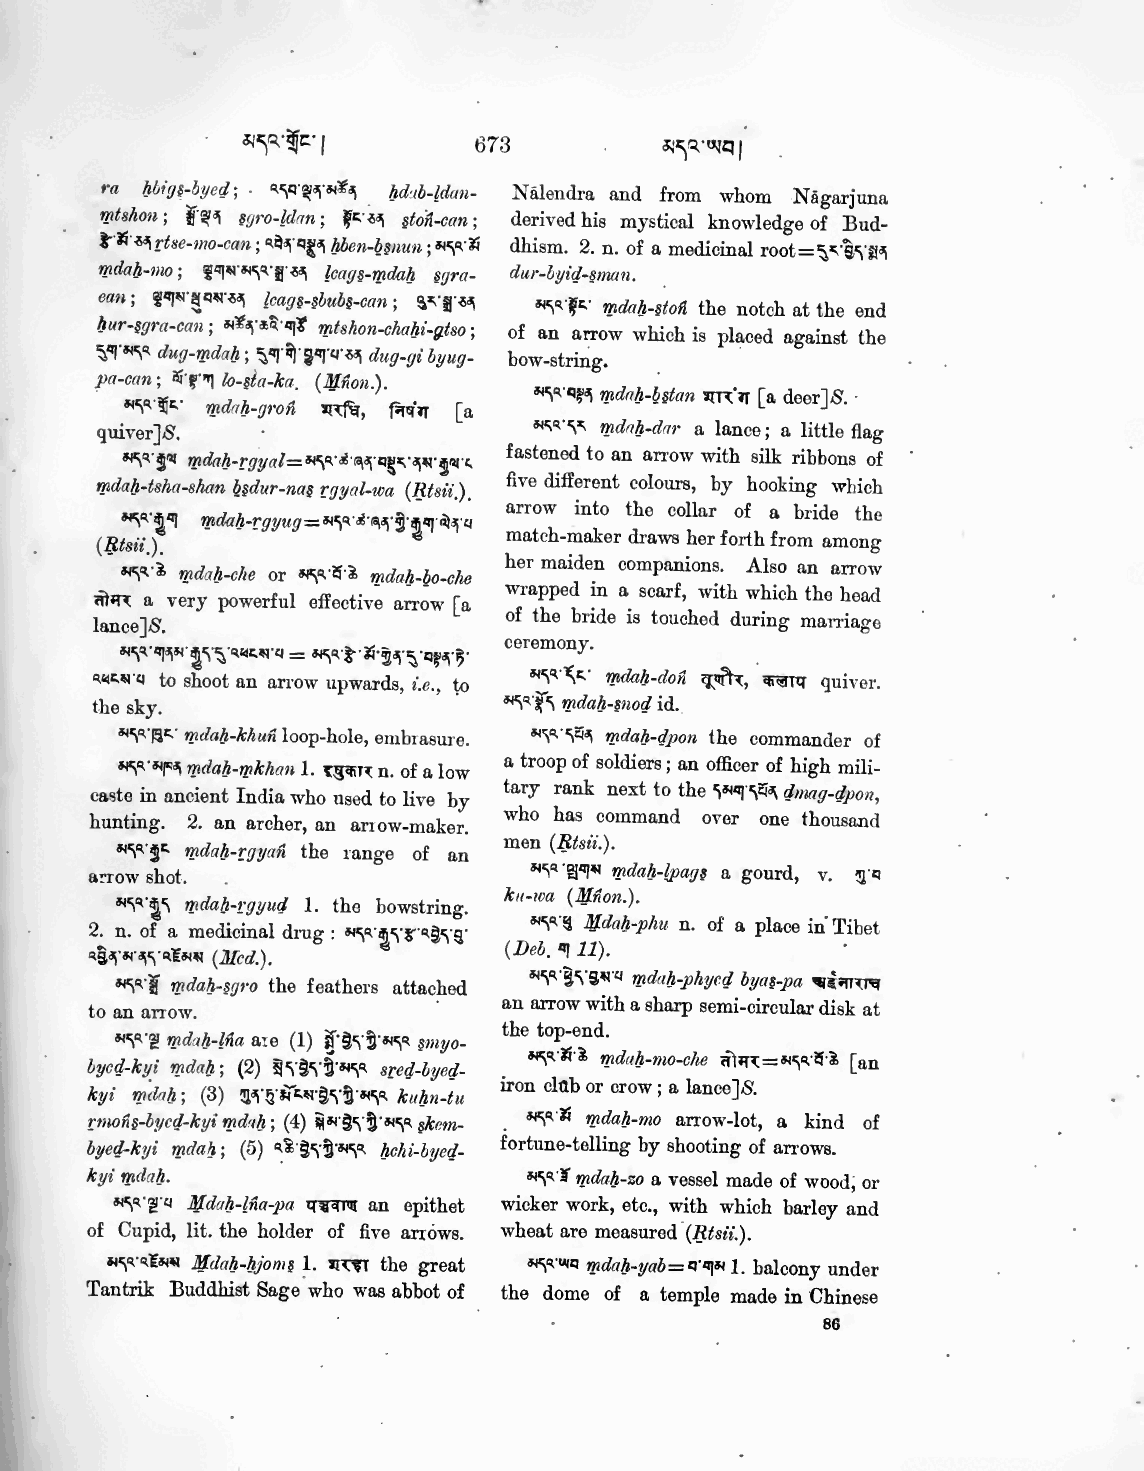 མདའ་གྲོང་། 673 མདའ་ཡབ།
ra ḥbigs-byed; འདབ་ལྡན་མཚོན ḥdab-ldan-
mtshon; སྒྲོ་ལྡན sgro-ldan; སྟོང་ཅན stoṅ-can;
རྩེ་མོ་ཅན rtse-mo-can; འབེན་བསྣུན ḥben-bsnun; མདའ་མོ
mdaḥ-mo; ལྕགས་མདའ་སྒྲ་ཅན lcags-mdaḥ sgra-
can; ལྕགས་སྦུབས་ཅན lcags-sbubs-can; ཧུར་སྒྲ་ཅན
ḥur-sgra-can; མཚོན་ཆའི་གཙོ mtshon-chaḥi-gtso;
དུག་མདའ dug-mdaḥ; དུག་གི་བྱུག་པ་ཅན dug-gi byug-
pa-can; ལོ་སྟ་ཀ lo-sta-ka. (Mṅon.).
མདའ་གྲོང་ mdaḥ-groṅ शरधि, निषंग [a
quiver]S.
མདའ་རྒྱལ mdaḥ-rgyal=མདའ་ཚ་ཤན་བསྡུར་ནས་རྒྱལ་བ
mdaḥ-tsha-shan bsdur-nas rgyal-wa (Rtsii.).
མདའ་རྒྱུག mdaḥ-rgyug=མདའ་ཚ་ཤན་གྱི་རྒྱུག་ལེན་པ
(Rtsii.).
མདའ་ཆེ mdaḥ-che or མདའ་བོ་ཆེ mdaḥ-bo-che
तोमर a very powerful effective arrow [a
lance]S.
མདའ་གནམ་རྒྱུད་དུ་འཕངས་པ = མདའ་རྩེ་མོ་གྱེན་དུ་བསྟན་ཏེ་
འཕངས་པ to shoot an arrow upwards, i.e., to
the sky.
མདའ་ཁུང་ mdaḥ-khuṅ loop-hole, embrasure.
མདའ་མཁན mdaḥ-mkhan 1. इषुकार n. of a low
caste in ancient India who used to live by
hunting. 2. an archer, an arrow-maker.
མདའ་རྒྱང mdaḥ-rgyaṅ the range of an
arrow shot.
མདའ་རྒྱུད mdaḥ-rgyud 1. the bowstring.
2. n. of a medicinal drug: མདའ་རྒྱུད་རྩ་འབྲེད་བུ་
འབྲིན་མ་ནད་འཇོམས (Med.).
མདའ་སྒྲོ mdaḥ-sgro the feathers attached
to an arrow.
མདའ་ལྔ mdaḥ-lṅa are (1) སྨྱོ་བྱེད་ཀྱི་མདའ smyo-
byed-kyi mdaḥ; (2) སྲེད་བྱེད་ཀྱི་མདའ sred-byed-
kyi mdaḥ; (3) ཀུན་ཏུ་རྨོངས་བྱེད་ཀྱི་མདའ kuhn-tu
rmoṅs-byed-kyi mdaḥ; (4) སྐེམ་བྱེད་ཀྱི་མདའ skem-
byed-kyi mdaḥ; (5) འཆི་བྱེད་ཀྱི་མདའ ḥchi-byed-
kyi mdaḥ.
མདའ་ལྔ་པ Mdaḥ-lṅa-pa पञ्चवाण an epithet
of Cupid, lit. the holder of five arrows.
མདའ་འཇོམས Mdaḥ-hjoms 1. शरहा the great
Tantrik Buddhist Sage who was abbot of
Nālendra and from whom Nāgarjuna
derived his mystical knowledge of Bud-
dhism. 2. n. of a medicinal root=དུར་བྱིད་སྨན
dur-byid-sman.
མདའ་སྟོང་ mdaḥ-stoṅ the notch at the end
of an arrow which is placed against the
bow-string.
མདའ་བསྟན mdaḥ-bstan शारंग [a deer]S.
མདའ་དར mdaḥ-dar a lance; a little flag
fastened to an arrow with silk ribbons of
five different colours, by hooking which
arrow into the collar of a bride the
match-maker draws her forth from among
her maiden companions. Also an arrow
wrapped in a scarf, with which the head
of the bride is touched during marriage
ceremony.
མདའ་དོང་ mdaḥ-doṅ तूणीर, कलाप quiver.
མདའ་སྣོད mdaḥ-snod id.
མདའ་དཔོན mdaḥ-dpon the commander of
a troop of soldiers; an officer of high mili-
tary rank next to the དམག་དཔོན dmag-dpon,
who has command over one thousand
men (Rtsii.).
མདའ་ལྤགས mdaḥ-lpags a gourd, v. ཀུ་བ
ku-wa (Mṅon.).
མདའ་ཕུ Mdaḥ-phu n. of a place in Tibet
(Deb. ག 11).
མདའ་ཕྱེད་བྱས་པ mdaḥ-phyed byas-pa अर्द्धनाराच
an arrow with a sharp semi-circular disk at
the top-end.
མདའ་མོ་ཆེ mdaḥ-mo-che तोमर=མདའ་བོ་ཆེ [an
iron club or crow; a lance]S.
མདའ་མོ mdaḥ-mo arrow-lot, a kind of
fortune-telling by shooting of arrows.
མདའ་ཟོ mdaḥ-zo a vessel made of wood, or
wicker work, etc., with which barley and
wheat are measured (Rtsii.).
མདའ་ཡབ mdaḥ-yab=བ་གམ 1. balcony under
the dome of a temple made in Chinese
86